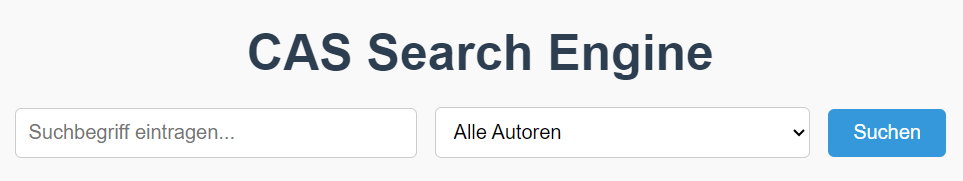 CAS Search Engine
Suchbegriff eintragen... Alle Autoren Suchen